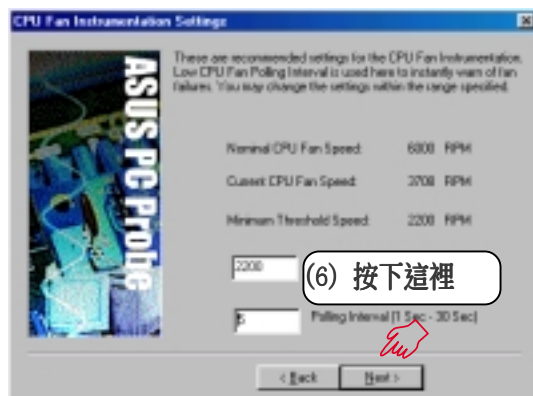 CPU Fan Instrumentation Settings
ASUS PC Probe
These are recommended settings for the CPU Fan Instrumentation.
Low CPU Fan Polling Interval is used here to instantly warn of fan
failures. You may change the settings within the range specified.
Nominal CPU Fan Speed: 6000 RPM
Current CPU Fan Speed: 3708 RPM
Minimum Threshold Speed: 2200 RPM
2200
(6) 按下這裡
5 Polling Interval (1 Sec - 30 Sec)
< Back Next >